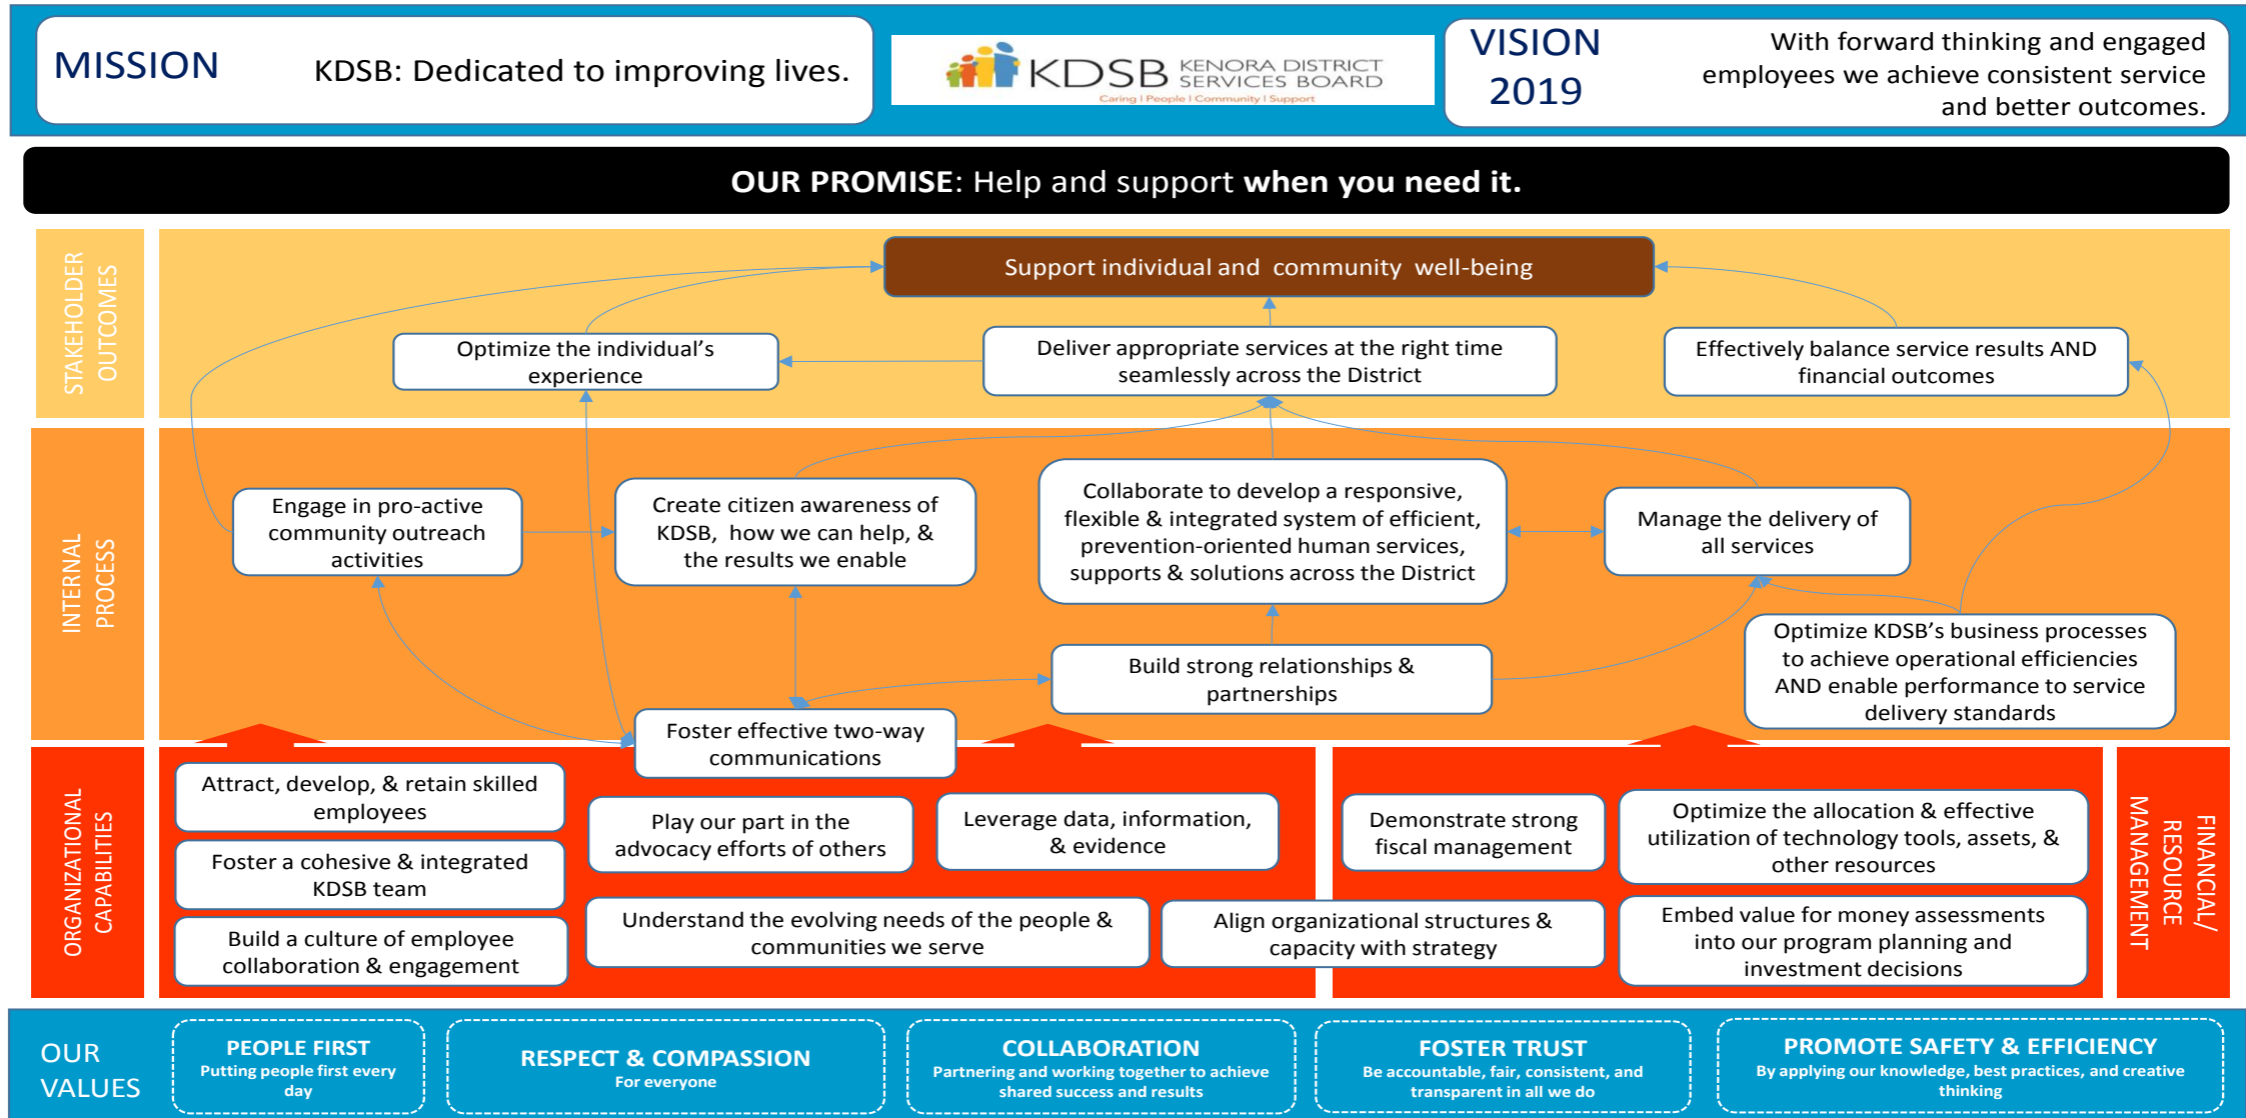 MISSION
KDSB: Dedicated to improving lives.
KDSB KENORA DISTRICT
SERVICES BOARD
Caring | People | Community | Support
VISION
2019
With forward thinking and engaged
employees we achieve consistent service
and better outcomes.
OUR PROMISE: Help and support when you need it.
STAKEHOLDER
OUTCOMES
Support individual and community well-being
Optimize the individual's
experience
Deliver appropriate services at the right time
seamlessly across the District
Effectively balance service results AND
financial outcomes
INTERNAL
PROCESS
Engage in pro-active
community outreach
activities
Create citizen awareness of
KDSB, how we can help, &
the results we enable
Collaborate to develop a responsive,
flexible & integrated system of efficient,
prevention-oriented human services,
supports & solutions across the District
Manage the delivery of
all services
Build strong relationships &
partnerships
Optimize KDSB's business processes
to achieve operational efficiencies
AND enable performance to service
delivery standards
Foster effective two-way
communications
ORGANIZATIONAL
CAPABILITIES
Attract, develop, & retain skilled
employees
Foster a cohesive & integrated
KDSB team
Build a culture of employee
collaboration & engagement
Play our part in the
advocacy efforts of others
Leverage data, information,
& evidence
Understand the evolving needs of the people &
communities we serve
Align organizational structures &
capacity with strategy
Demonstrate strong
fiscal management
Optimize the allocation & effective
utilization of technology tools, assets, &
other resources
Embed value for money assessments
into our program planning and
investment decisions
FINANCIAL/
RESOURCE
MANAGEMENT
OUR
VALUES
PEOPLE FIRST
Putting people first every
day
RESPECT & COMPASSION
For everyone
COLLABORATION
Partnering and working together to achieve
shared success and results
FOSTER TRUST
Be accountable, fair, consistent, and
transparent in all we do
PROMOTE SAFETY & EFFICIENCY
By applying our knowledge, best practices, and creative
thinking